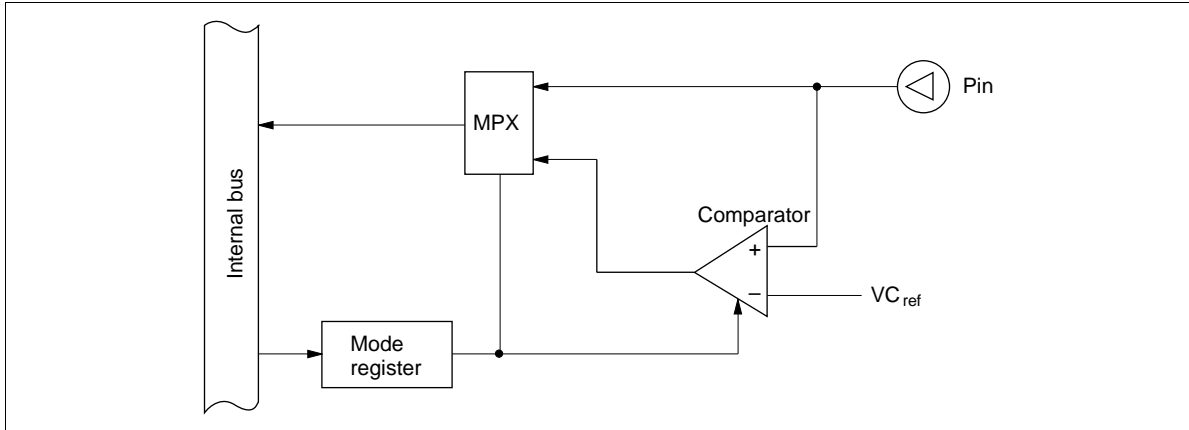 Pin
MPX
Internal bus
Comparator
+
−
VCref
Mode
register